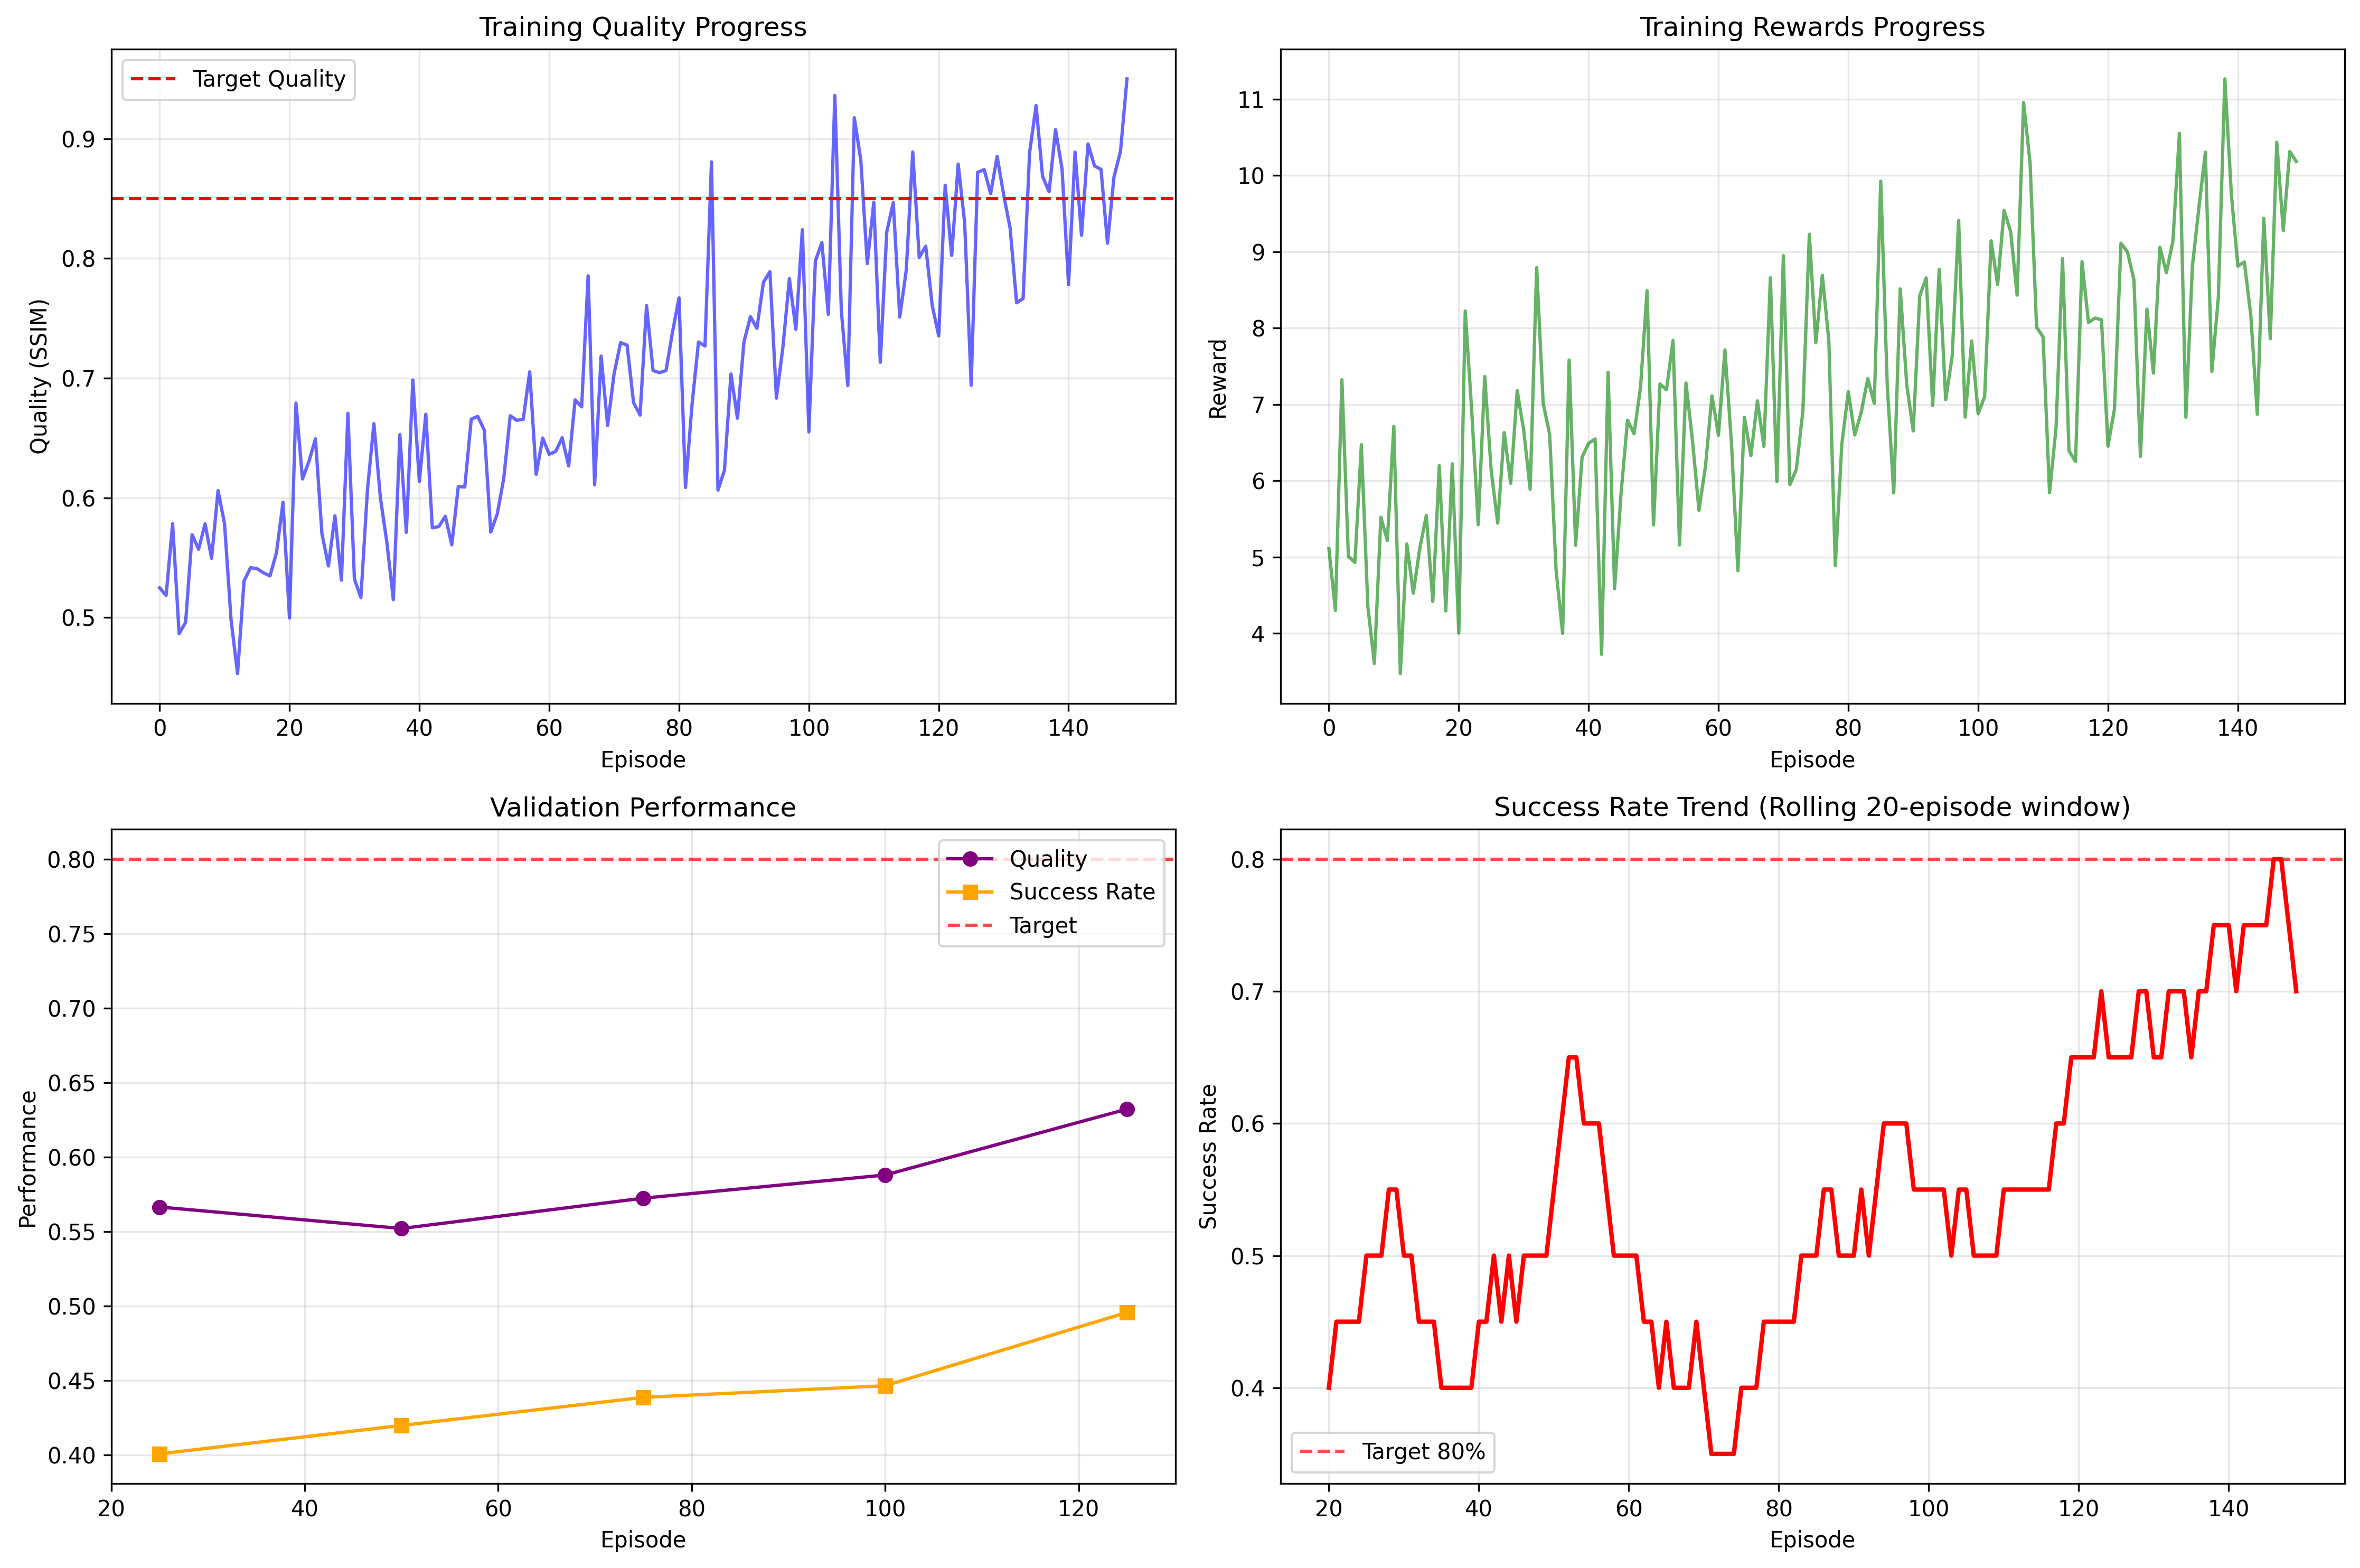 Training Quality Progress
Target Quality
Quality (SSIM)
0.9
0.8
0.7
0.6
0.5
0 20 40 60 80 100 120 140
Episode
Training Rewards Progress
Reward
11
10
9
8
7
6
5
4
0 20 40 60 80 100 120 140
Episode
Validation Performance
Quality
Success Rate
Target
Performance
0.80
0.75
0.70
0.65
0.60
0.55
0.50
0.45
0.40
20 40 60 80 100 120
Episode
Success Rate Trend (Rolling 20-episode window)
Success Rate
0.8
0.7
0.6
0.5
0.4
Target 80%
20 40 60 80 100 120 140
Episode